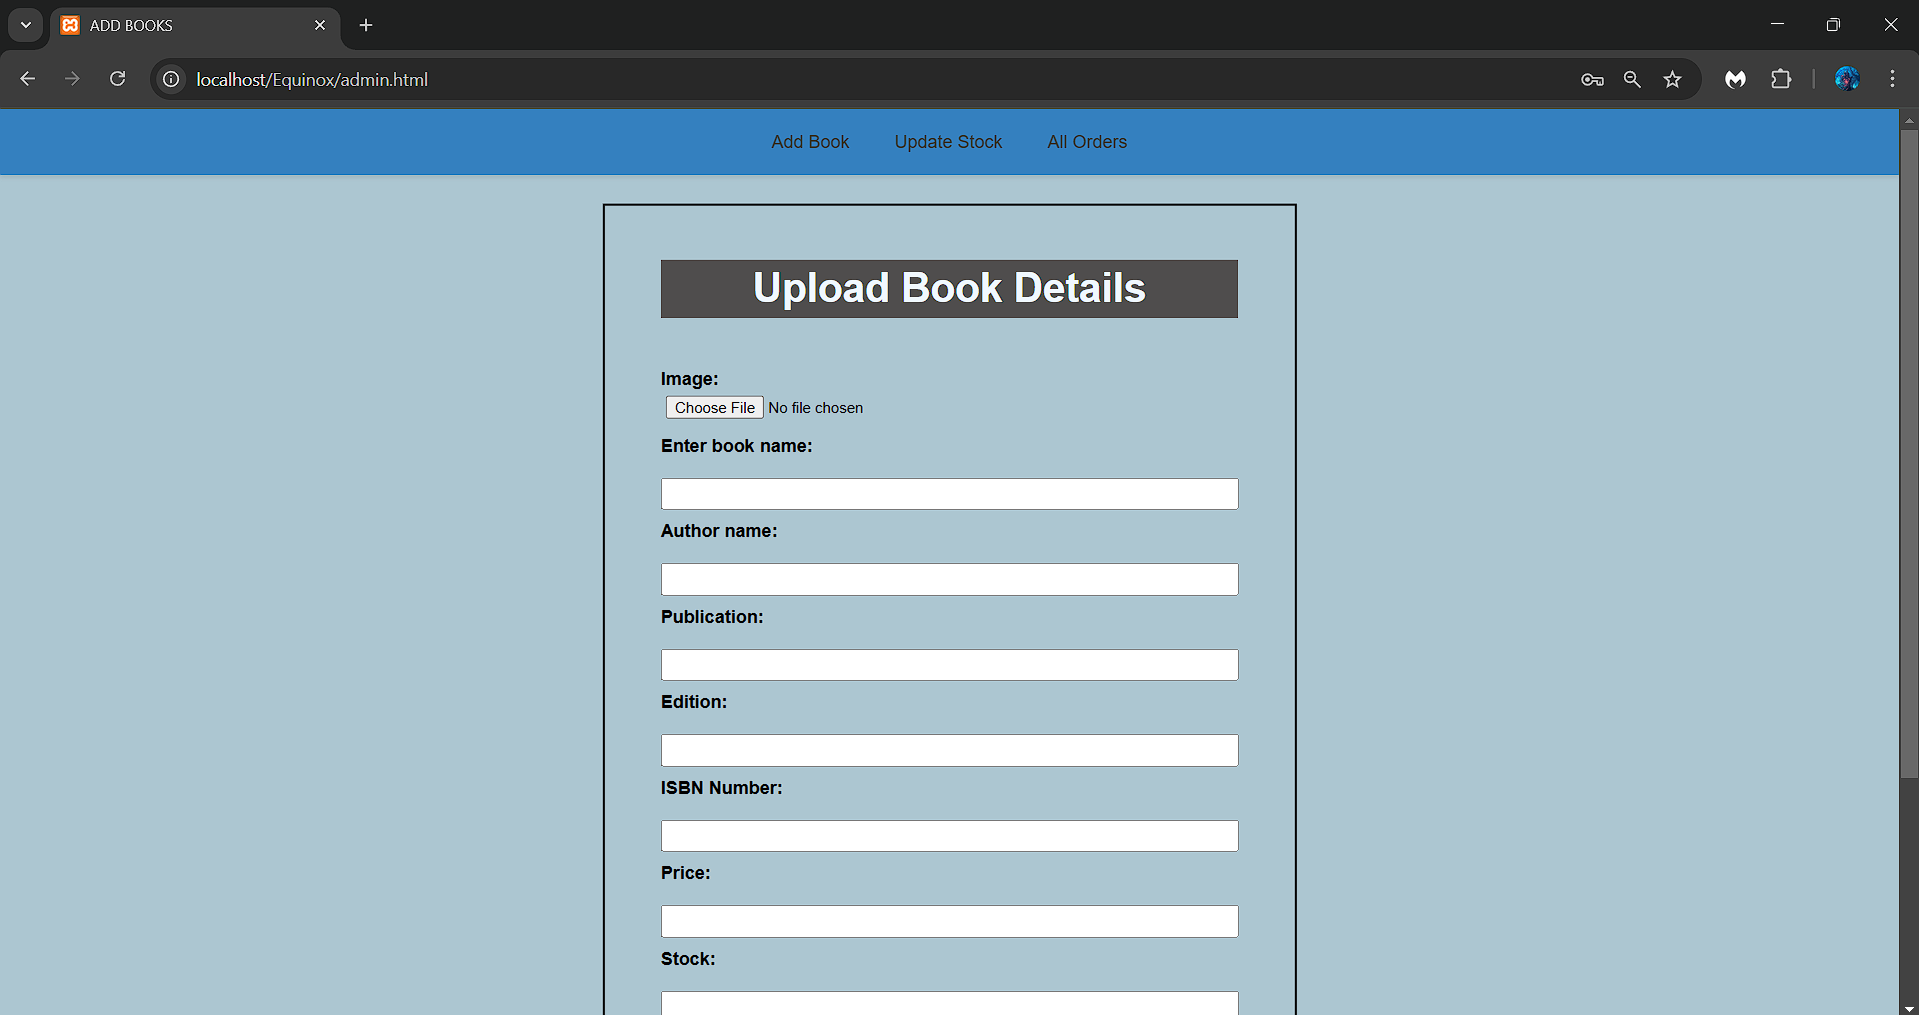 ADD BOOKS
localhost/Equinox/admin.html
Add Book Update Stock All Orders
Upload Book Details
Image:
Choose File No file chosen
Enter book name:
Author name:
Publication:
Edition:
ISBN Number:
Price:
Stock: